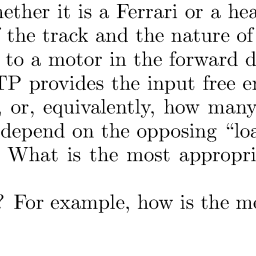 hether it is a Ferrari or a hea
f the track and the nature of
to a motor in the forward d
TP provides the input free en
, or, equivalently, how many
depend on the opposing “loa
What is the most appropri
? For example, how is the me